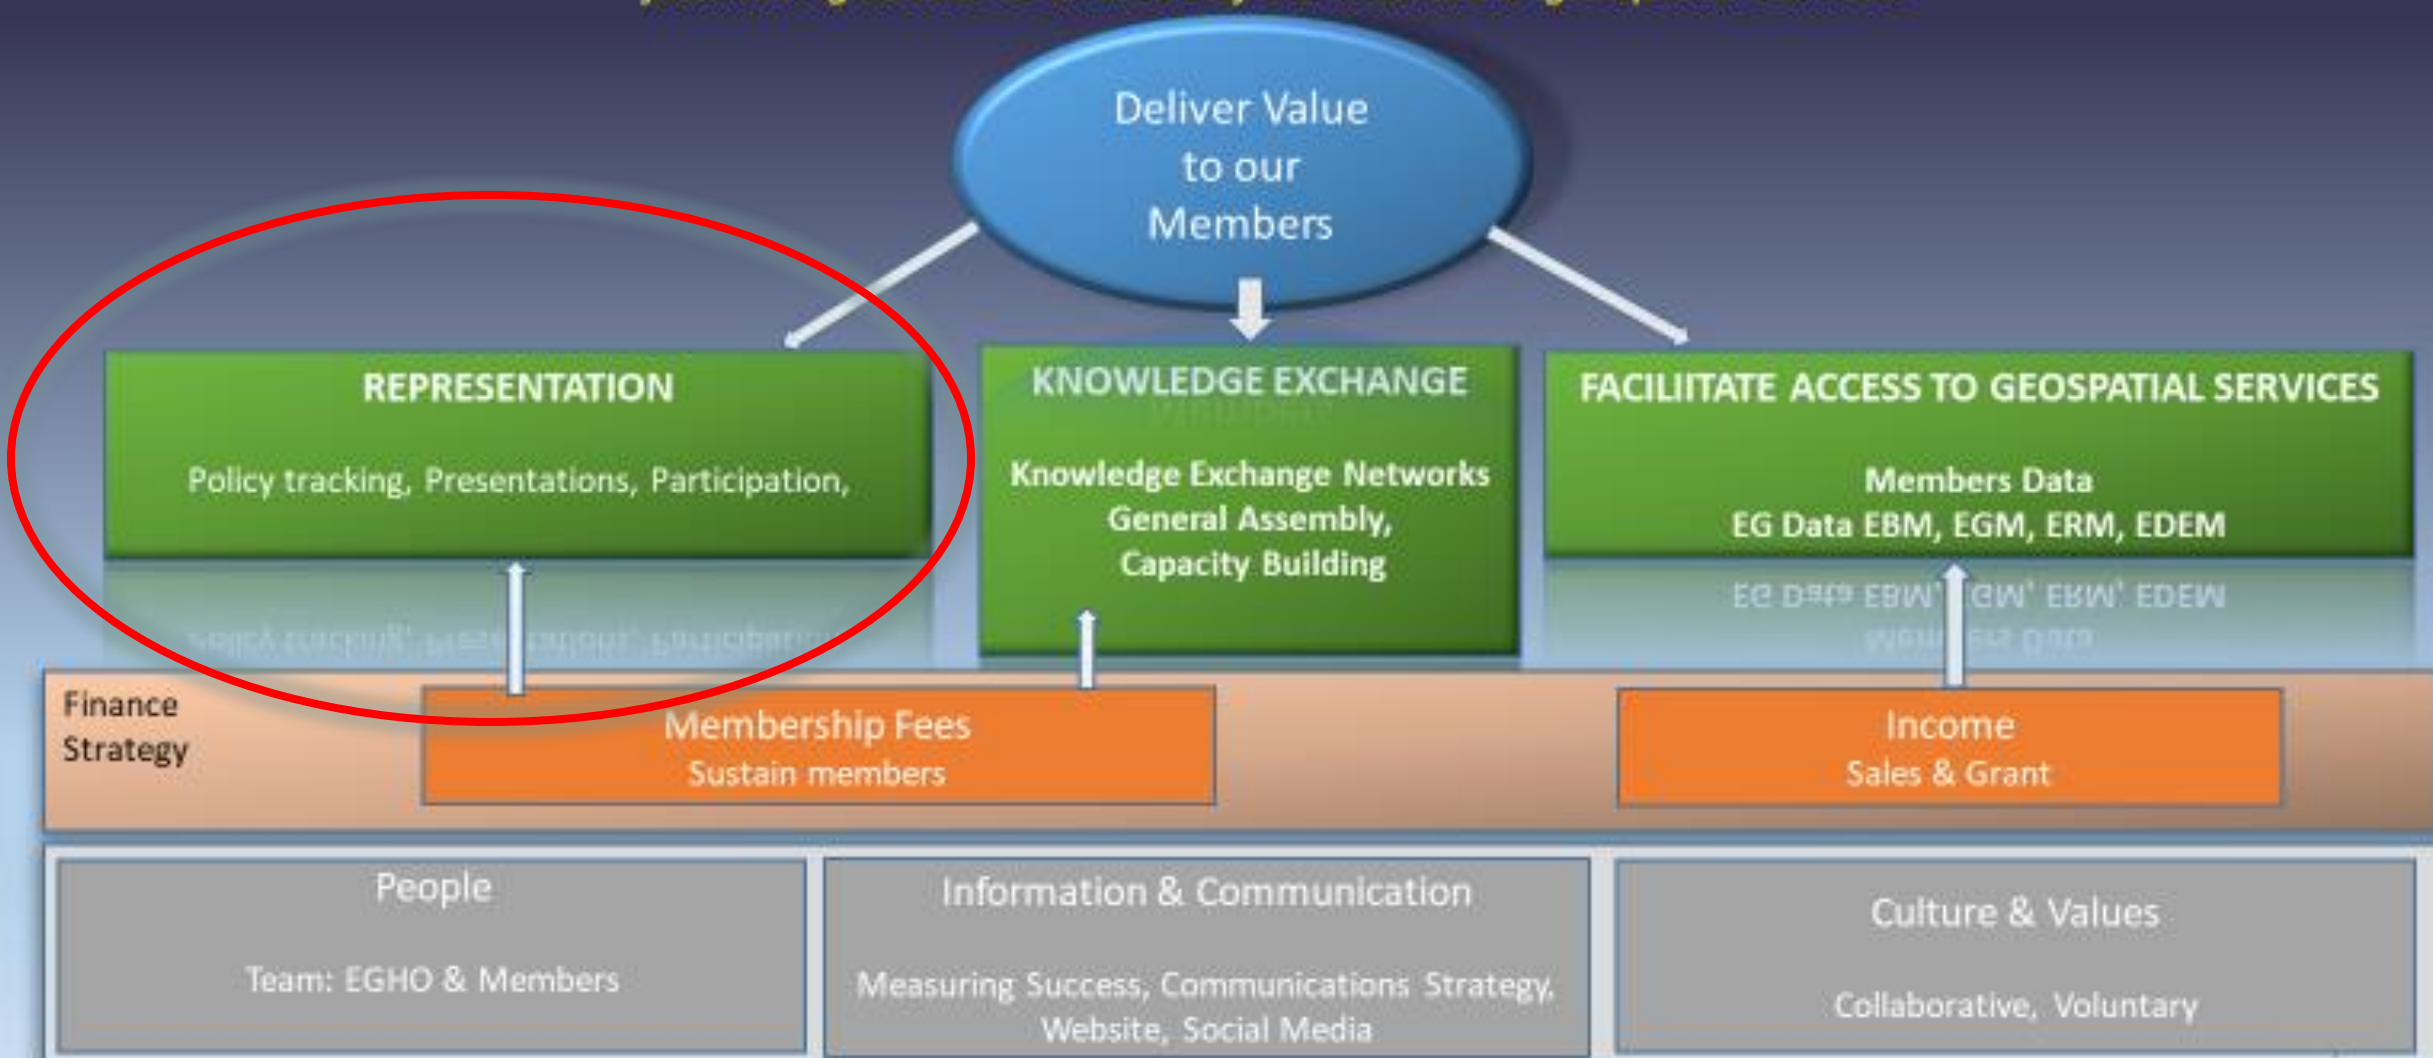 Deliver Value
to our
Members
REPRESENTATION
Policy tracking, Presentations, Participation,
KNOWLEDGE EXCHANGE
Knowledge Exchange Networks
General Assembly,
Capacity Building
FACILIITATE ACCESS TO GEOSPATIAL SERVICES
Members Data
EG Data EBM, EGM, ERM, EDEM
Finance
Strategy
Membership Fees
Sustain members
Income
Sales & Grant
People
Team: EGHO & Members
Information & Communication
Measuring Success, Communications Strategy,
Website, Social Media
Culture & Values
Collaborative, Voluntary